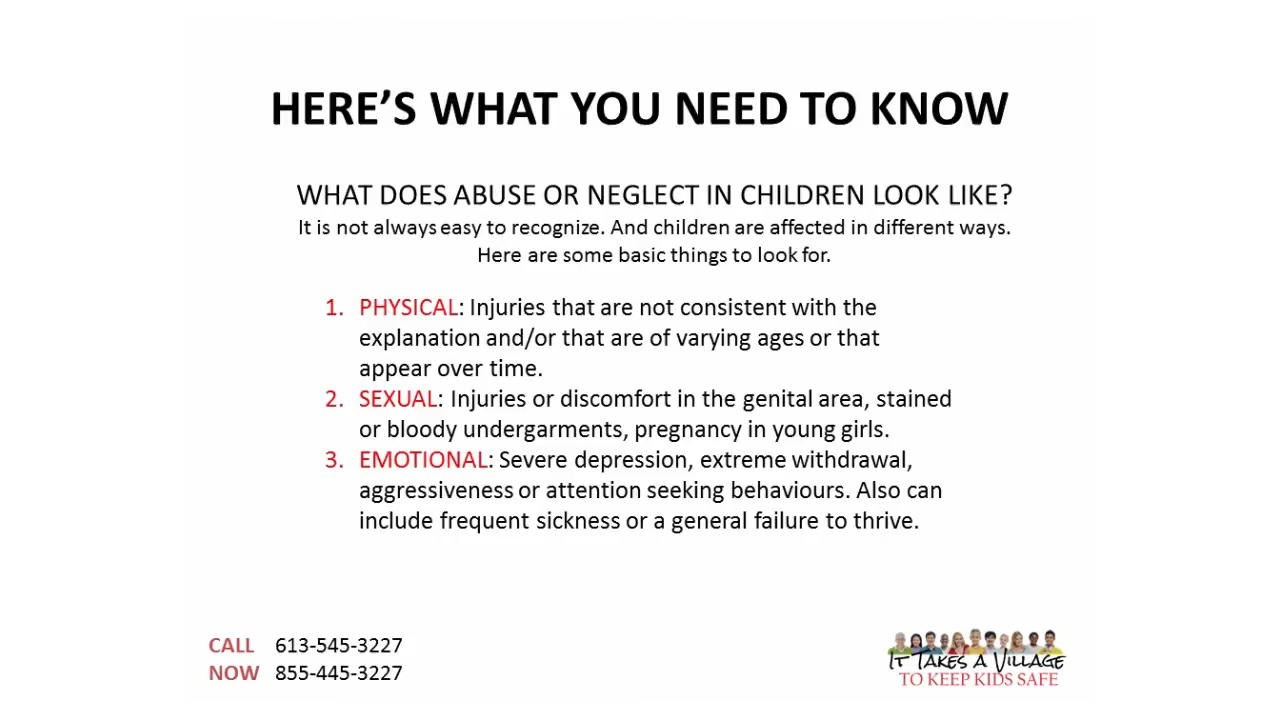 HERE’S WHAT YOU NEED TO KNOW
WHAT DOES ABUSE OR NEGLECT IN CHILDREN LOOK LIKE?
It is not always easy to recognize. And children are affected in different ways.
Here are some basic things to look for.
1. PHYSICAL: Injuries that are not consistent with the
explanation and/or that are of varying ages or that
appear over time.
2. SEXUAL: Injuries or discomfort in the genital area, stained
or bloody undergarments, pregnancy in young girls.
3. EMOTIONAL: Severe depression, extreme withdrawal,
aggressiveness or attention seeking behaviours. Also can
include frequent sickness or a general failure to thrive.
CALL 613-545-3227
NOW 855-445-3227
IT TAKES A VILLAGE
TO KEEP KIDS SAFE